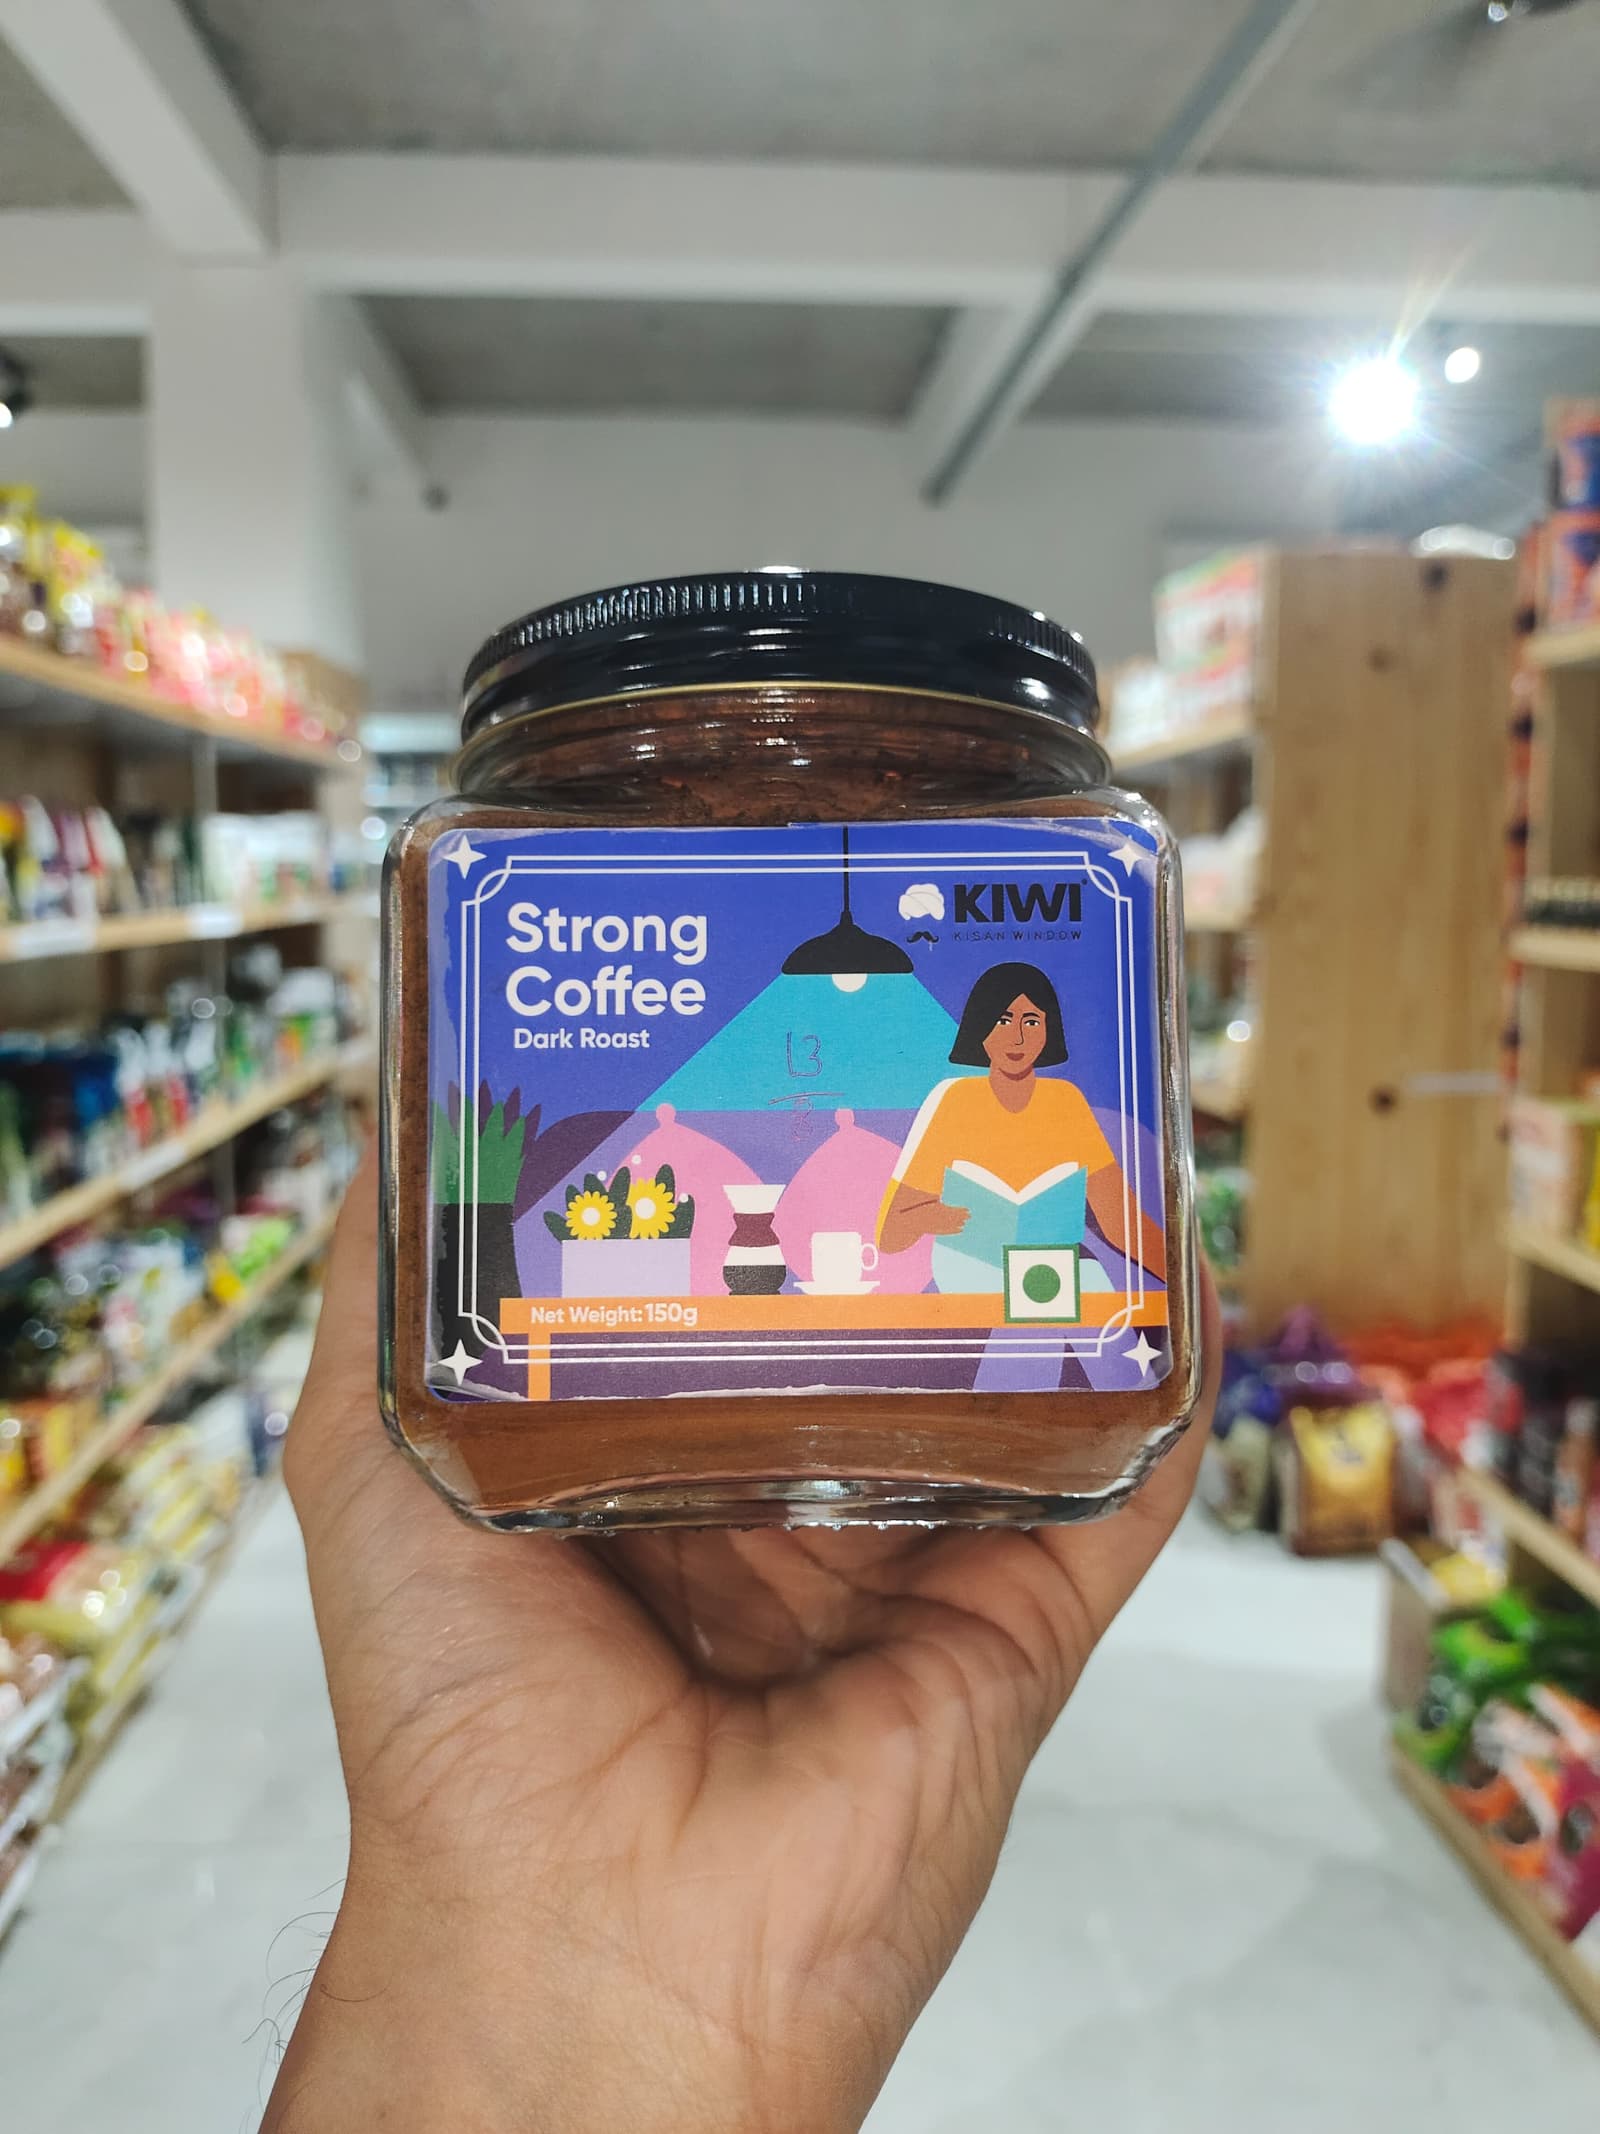 Strong
Coffee
Dark Roast
KIWI
KISAN WINDOW
Net Weight: 150g